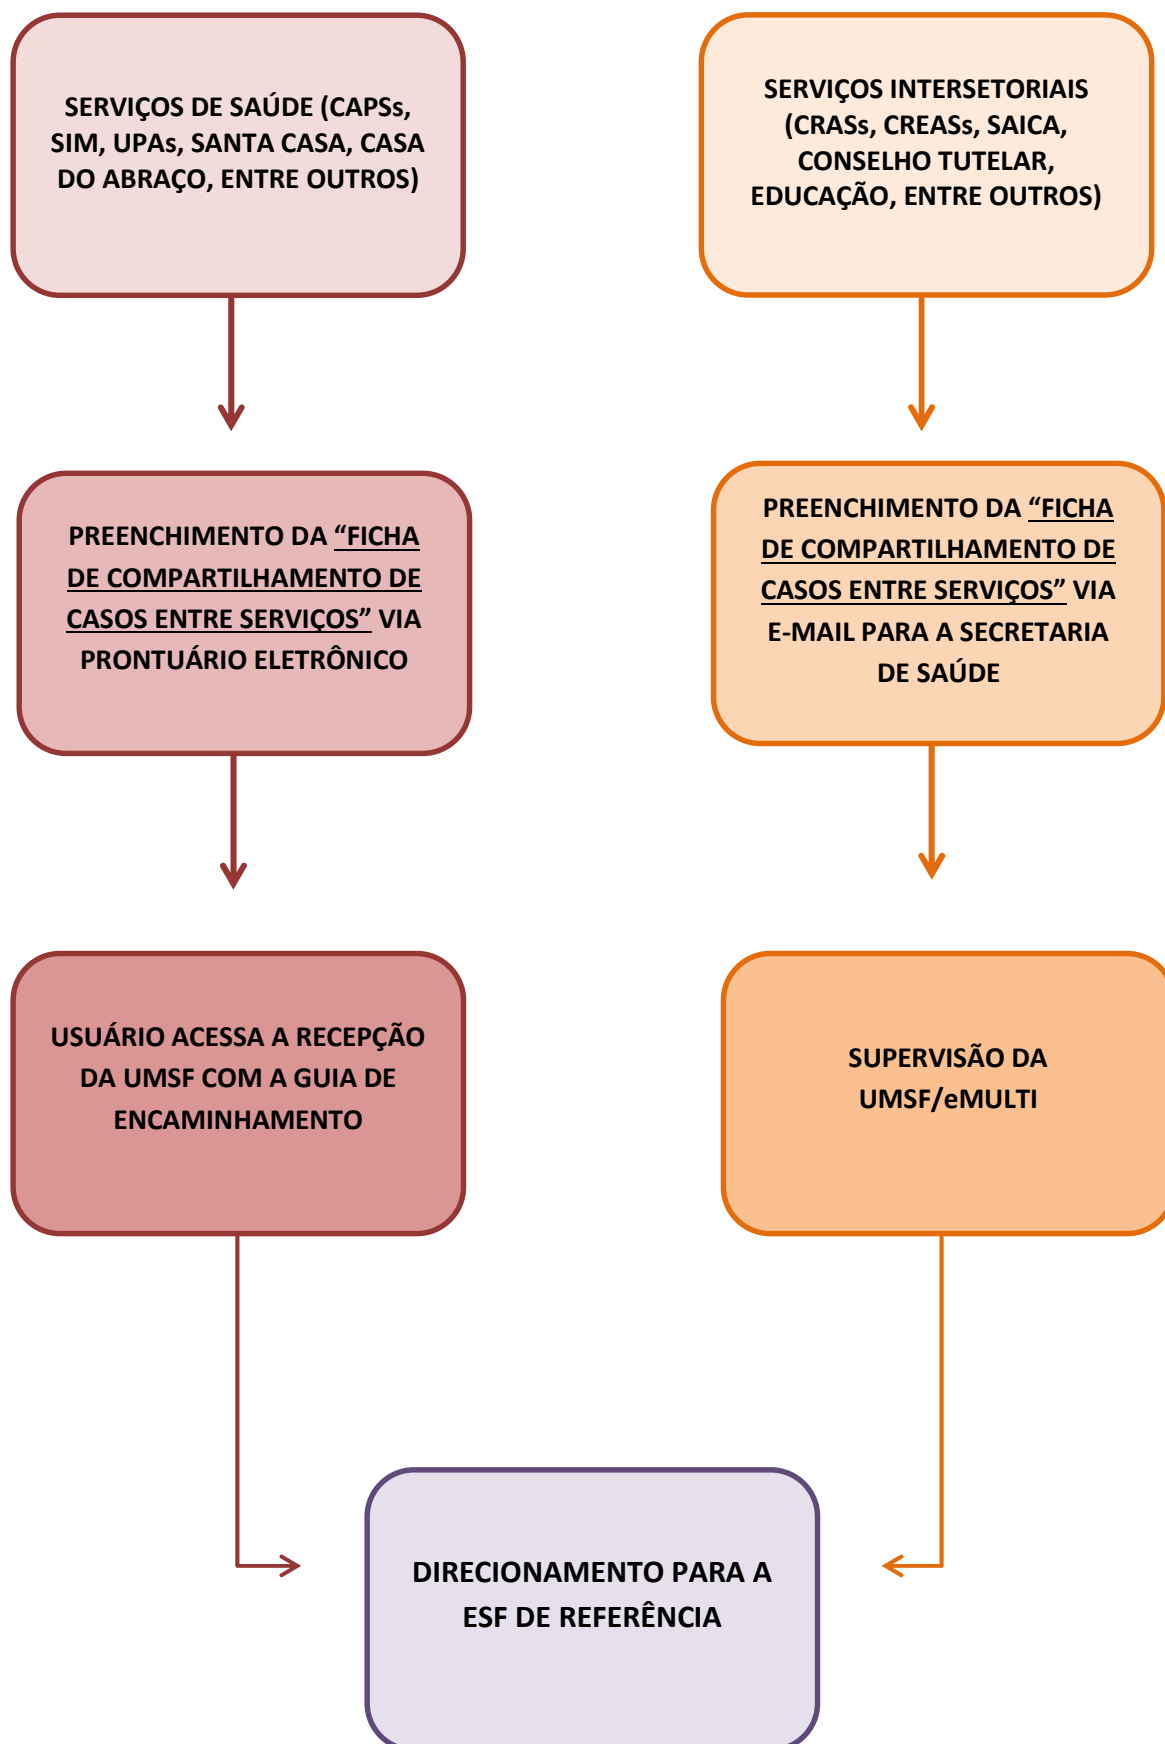 SERVIÇOS DE SAÚDE (CAPSs,
SIM, UPAs, SANTA CASA, CASA
DO ABRAÇO, ENTRE OUTROS)
SERVIÇOS INTERSETORIAIS
(CRASs, CREASs, SAICA,
CONSELHO TUTELAR,
EDUCAÇÃO, ENTRE OUTROS)
PREENCHIMENTO DA “FICHA
DE COMPARTILHAMENTO DE
CASOS ENTRE SERVIÇOS” VIA
PRONTUÁRIO ELETRÔNICO
PREENCHIMENTO DA “FICHA
DE COMPARTILHAMENTO DE
CASOS ENTRE SERVIÇOS” VIA
E-MAIL PARA A SECRETARIA
DE SAÚDE
USUÁRIO ACESSA A RECEPÇÃO
DA UMSF COM A GUIA DE
ENCAMINHAMENTO
SUPERVISÃO DA
UMSF/eMULTI
DIRECIONAMENTO PARA A
ESF DE REFERÊNCIA